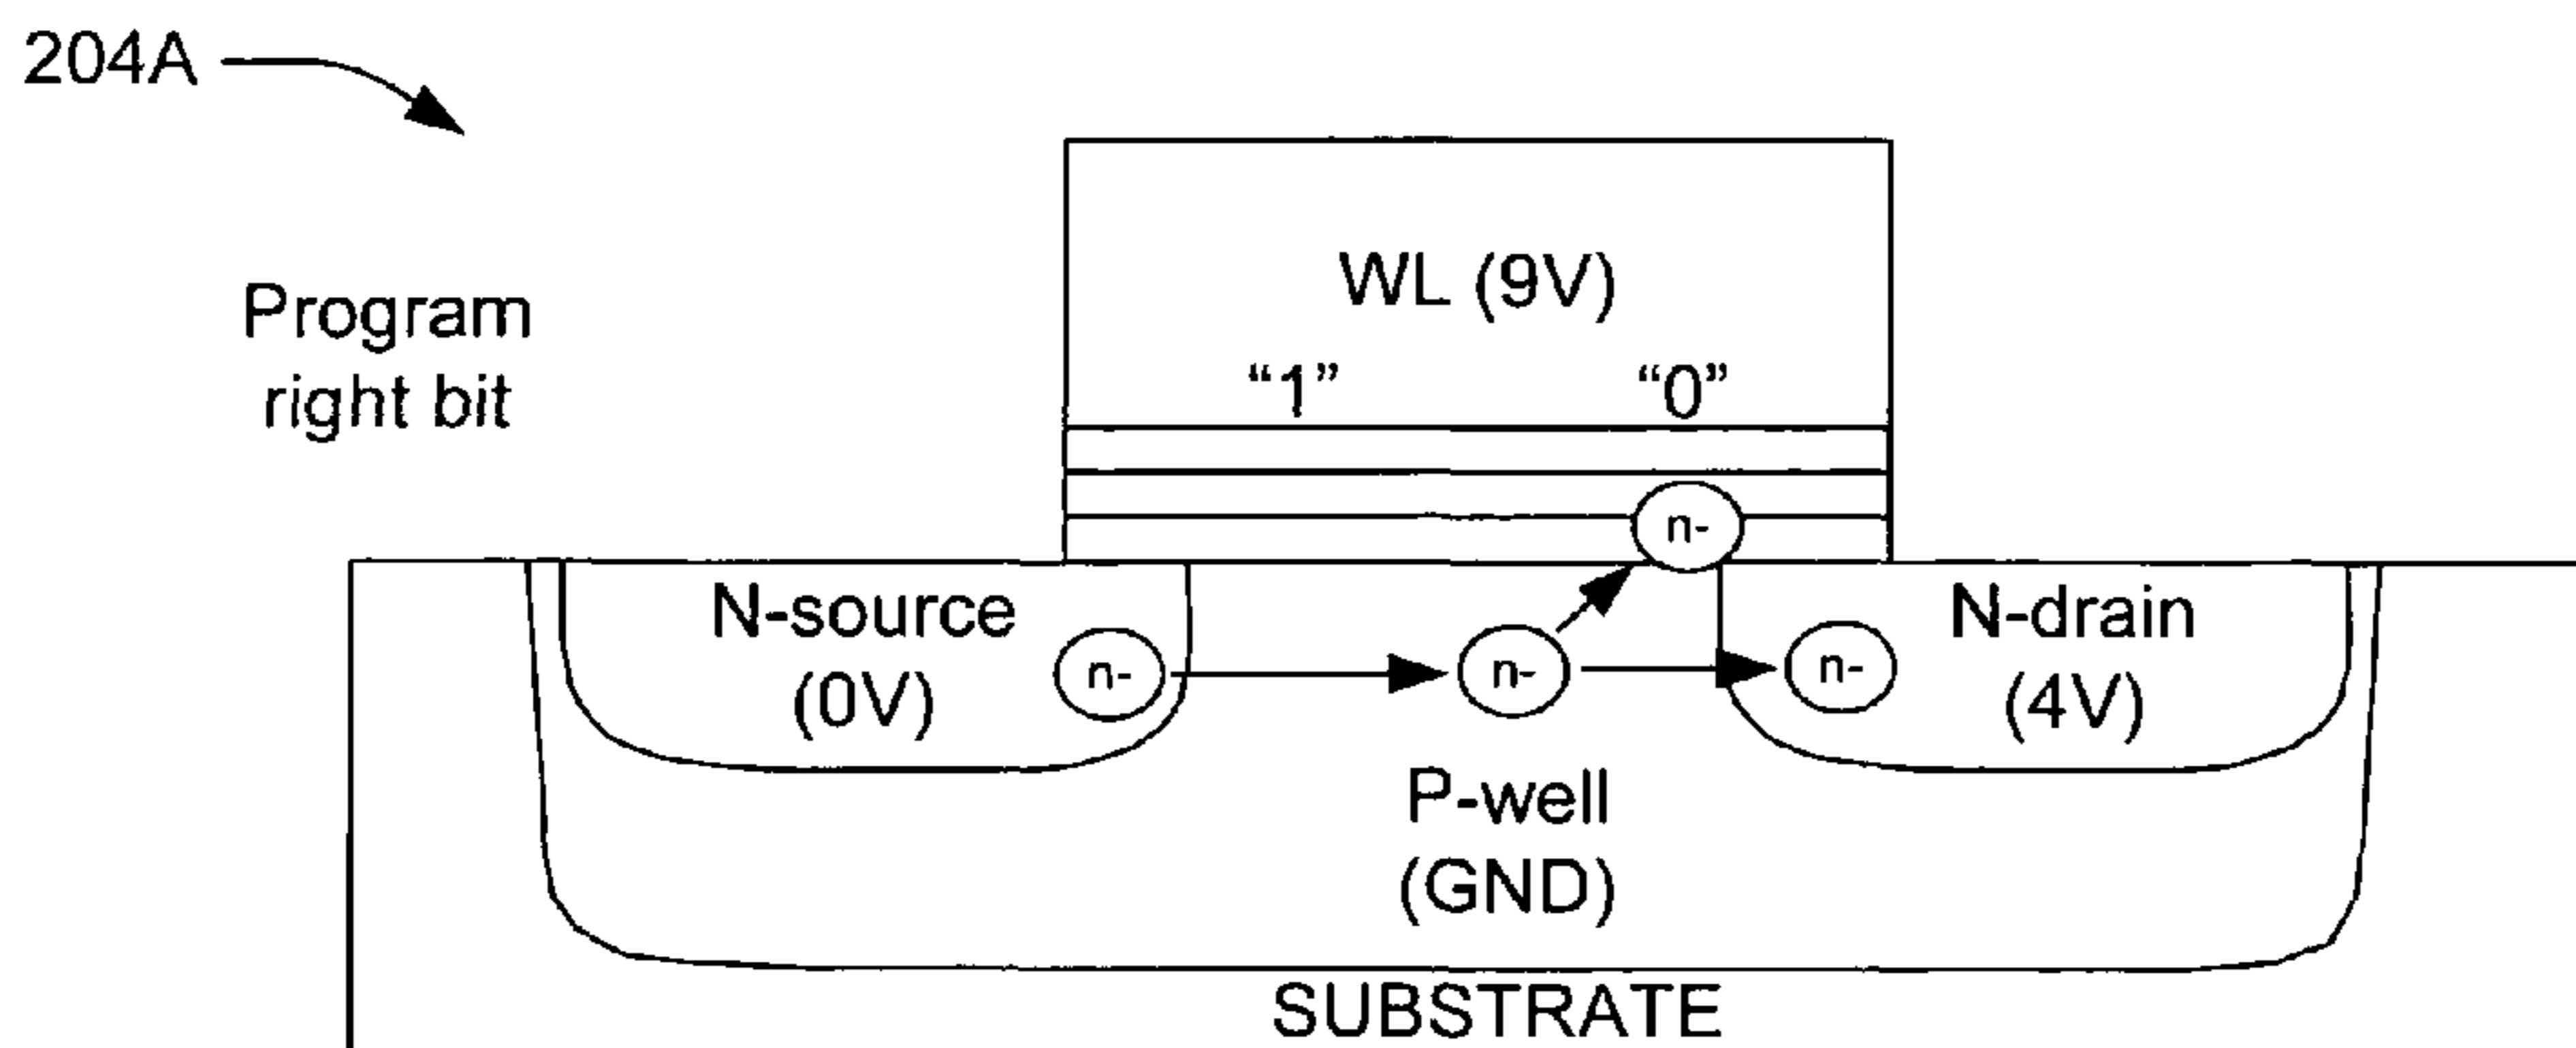 204A
Program
right bit
WL (9V)
“1” “0”
n-
N-source
(0V)
n-
n-
n-
N-drain
(4V)
P-well
(GND)
SUBSTRATE